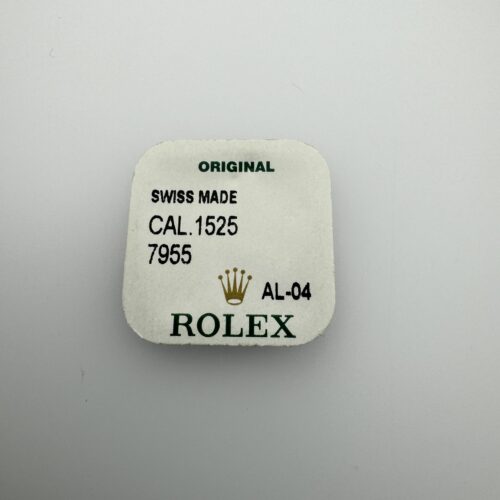 ORIGINAL
SWISS MADE
CAL.1525
7955
AL-04
ROLEX